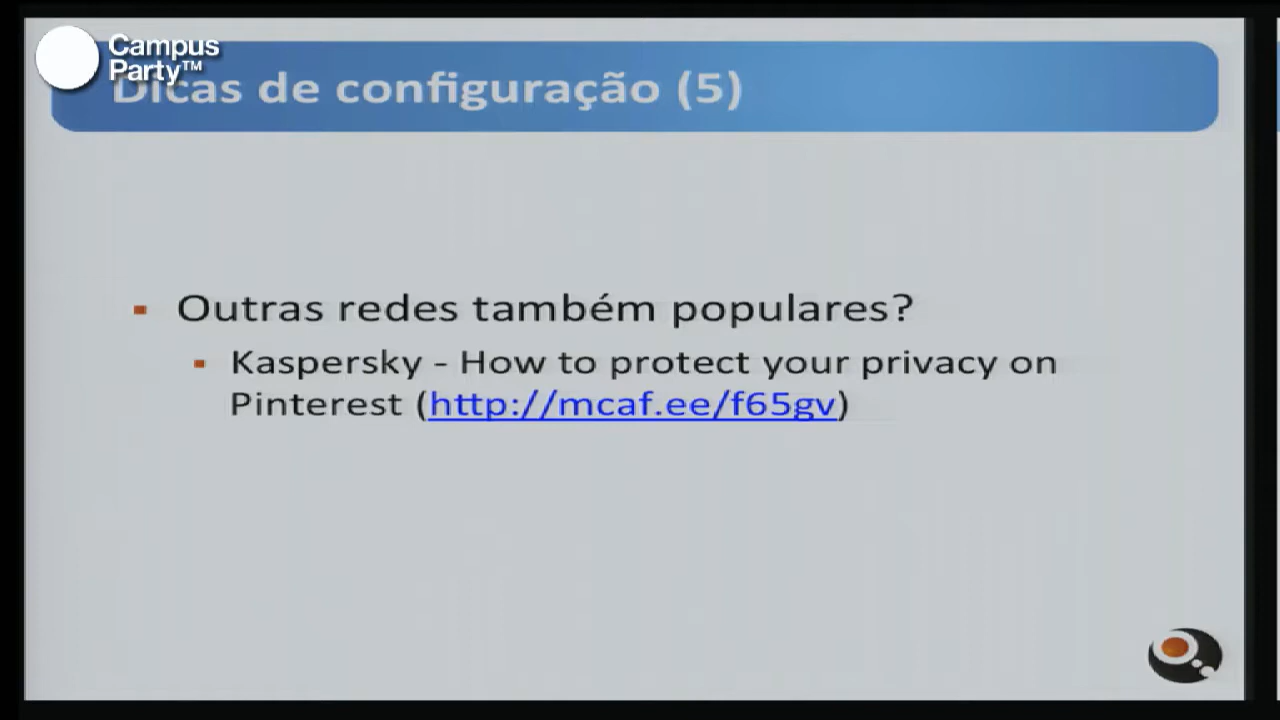 Campus
Party™
Dicas de configuração (5)
Outras redes também populares?
Kaspersky - How to protect your privacy on
Pinterest (http://mcaf.ee/f65gv)